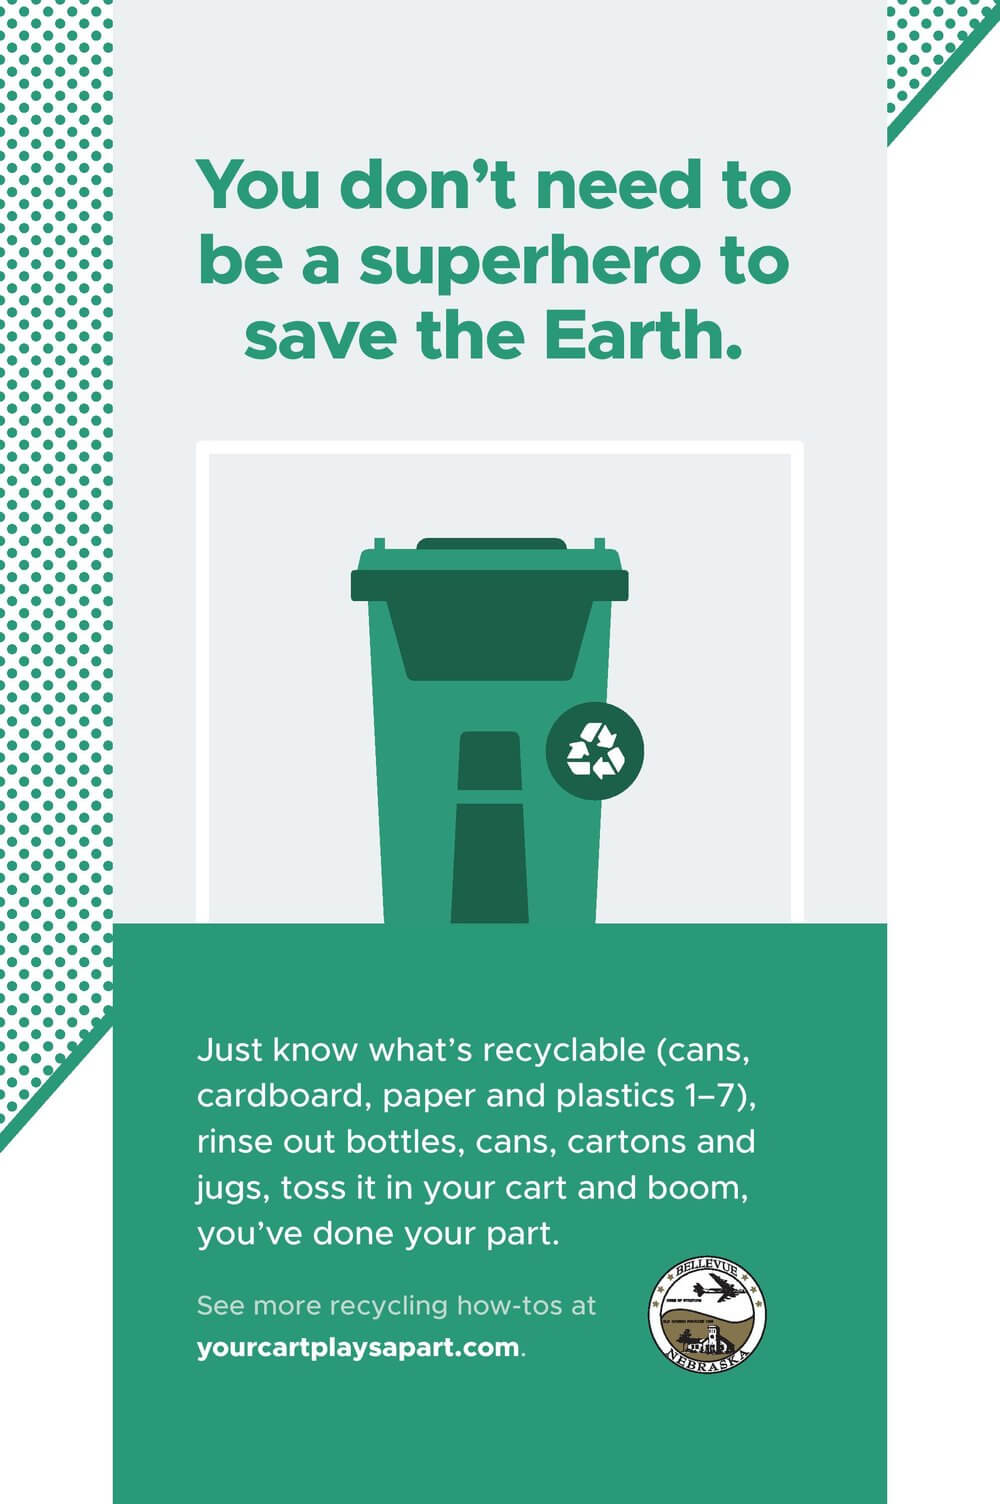 You don’t need to
be a superhero to
save the Earth.
Just know what’s recyclable (cans,
cardboard, paper and plastics 1–7),
rinse out bottles, cans, cartons and
jugs, toss it in your cart and boom,
you’ve done your part.
See more recycling how-tos at
yourcartplaysapart.com.
BELLEVUE
NEBRASKA